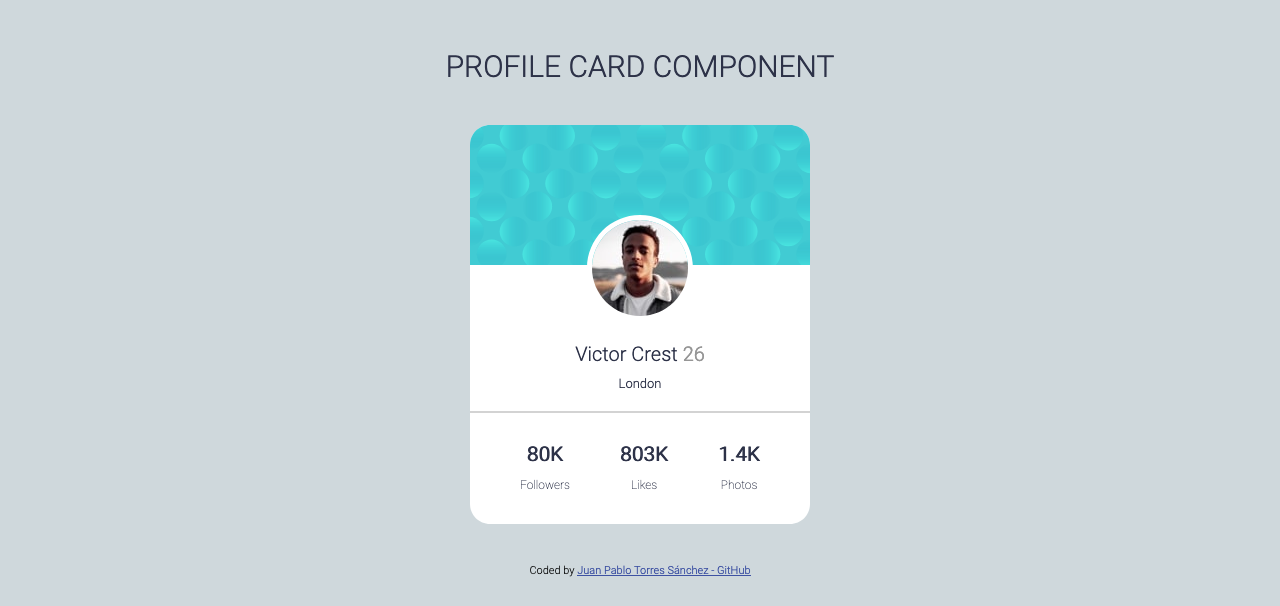 PROFILE CARD COMPONENT
Victor Crest 26
London
80K 803K 1.4K
Followers Likes Photos
Coded by Juan Pablo Torres Sánchez - GitHub